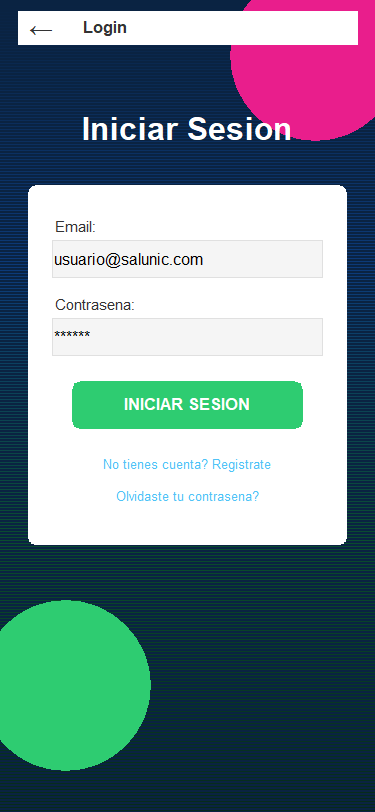 ← Login
Iniciar Sesion
Email:
usuario@salunic.com
Contrasena:
******
INICIAR SESION
No tienes cuenta? Registrate
Olvidaste tu contrasena?